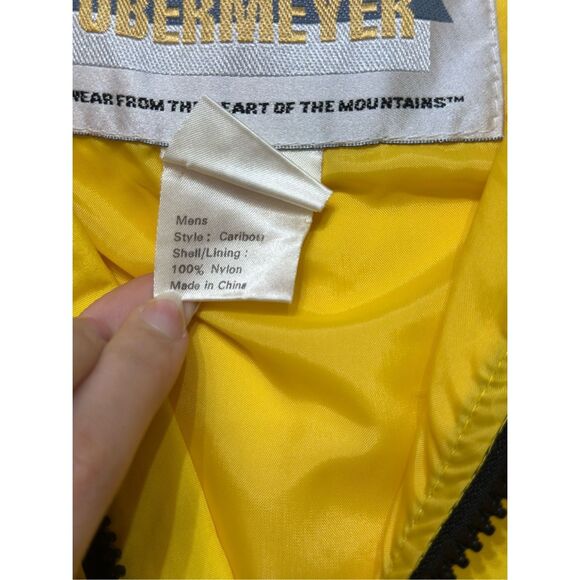 OBERMEYER
WEAR FROM THE HEART OF THE MOUNTAINS™
Mens
Style : Caribou
Shell/Lining :
100% Nylon
Made in China